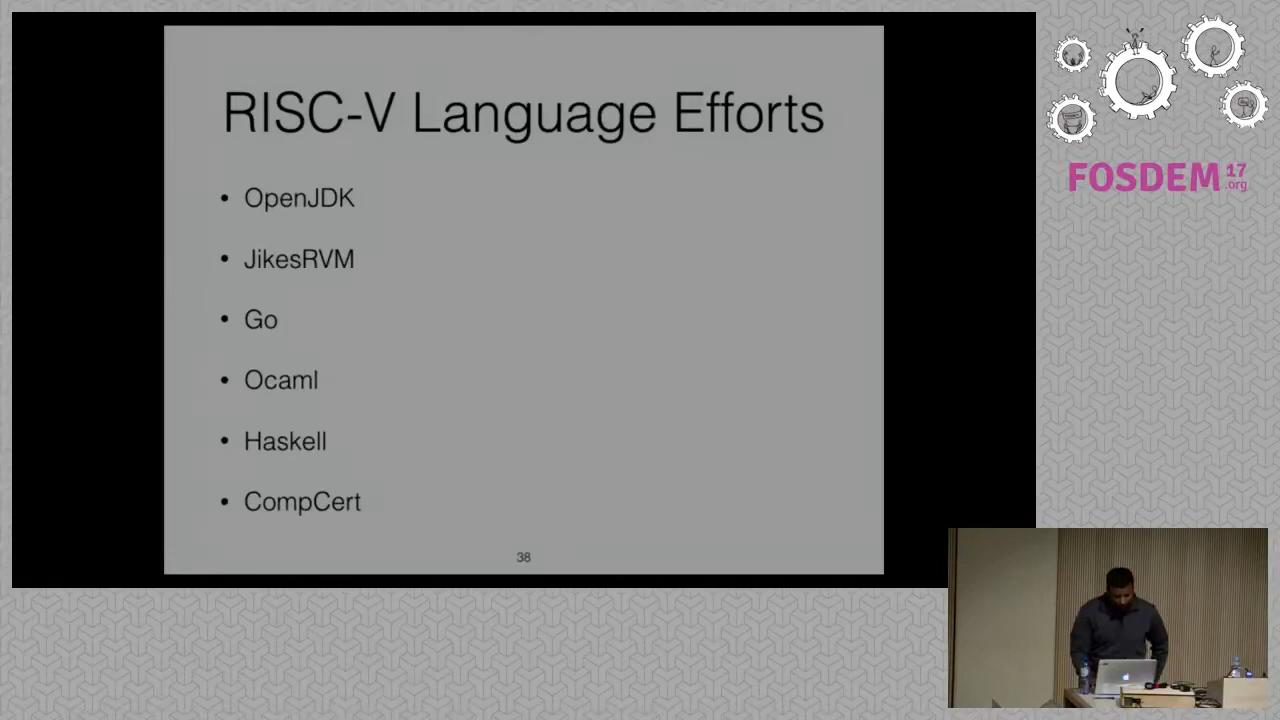 RISC-V Language Efforts
• OpenJDK
• JikesRVM
• Go
• Ocaml
• Haskell
• CompCert
38
FOSDEM 17
.org